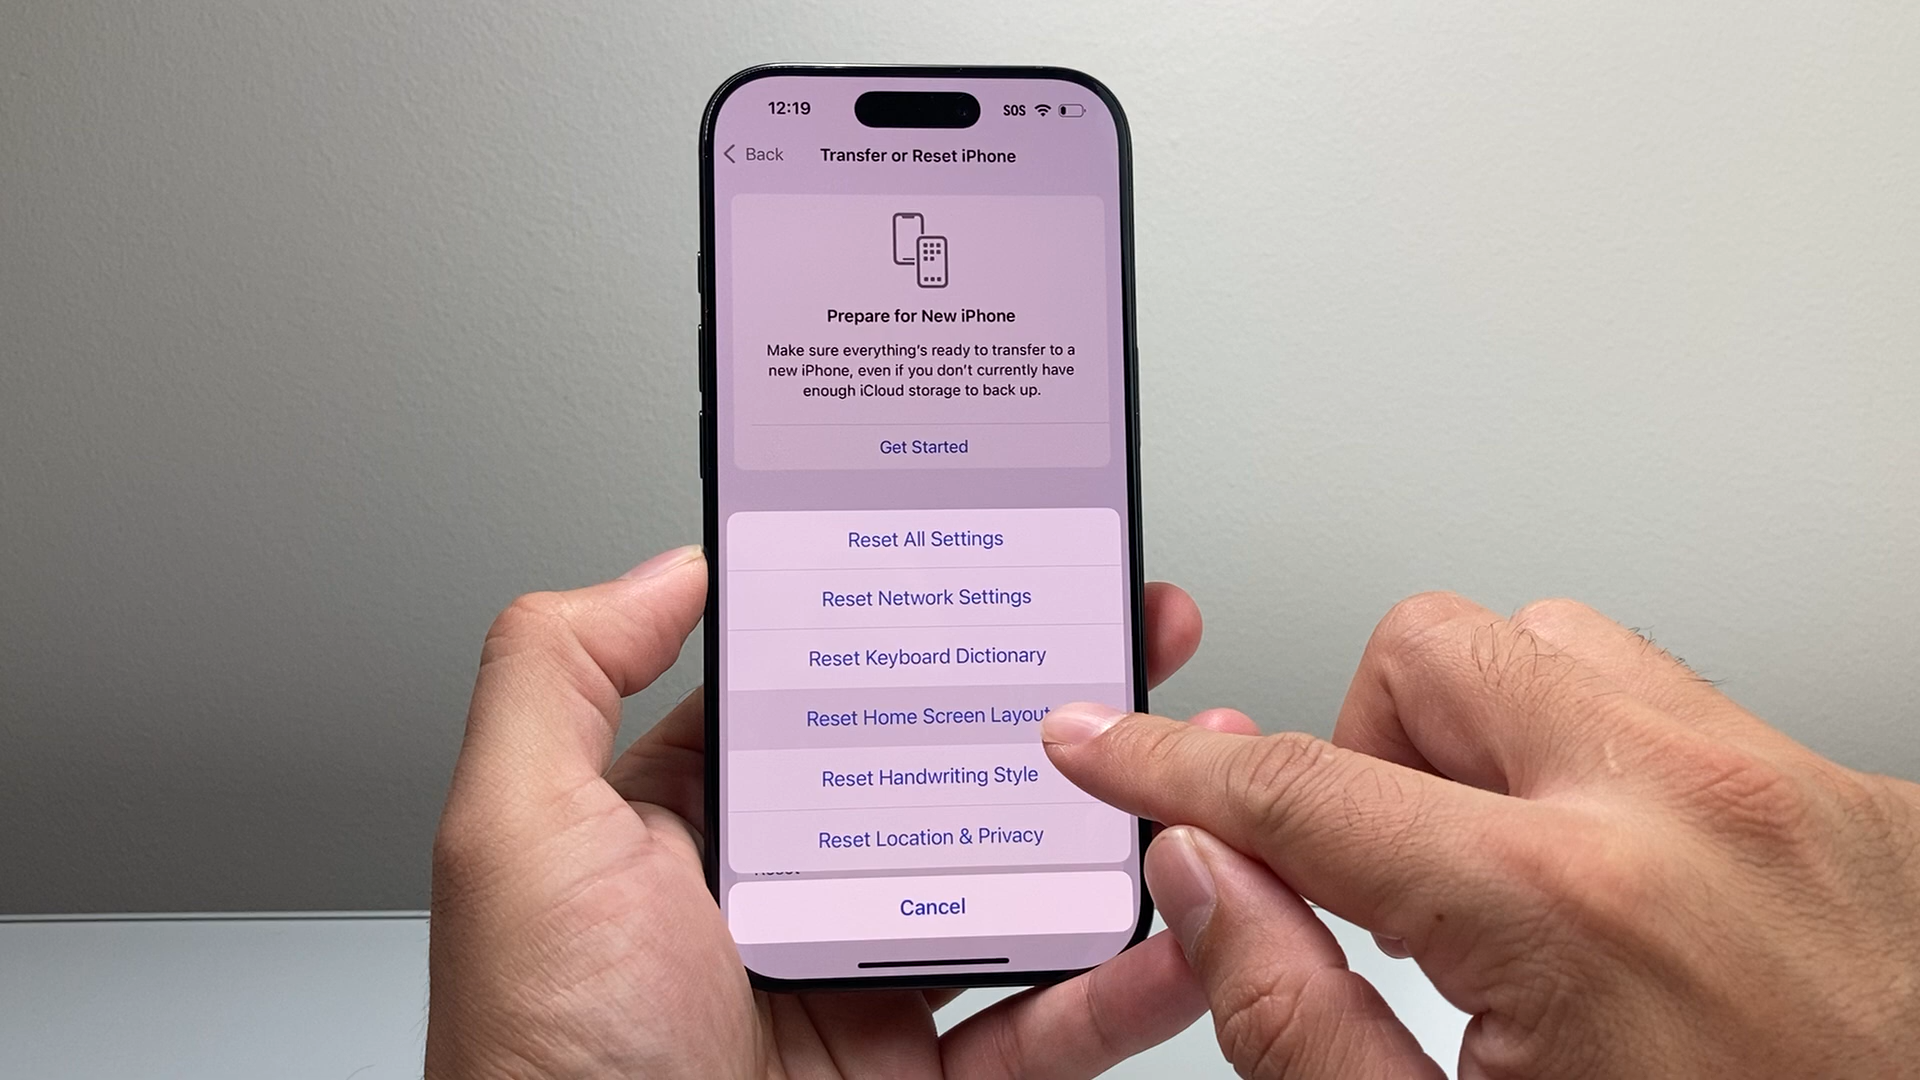 12:19 SOS
Back Transfer or Reset iPhone
Prepare for New iPhone
Make sure everything's ready to transfer to a
new iPhone, even if you don't currently have
enough iCloud storage to back up.
Get Started
Reset All Settings
Reset Network Settings
Reset Keyboard Dictionary
Reset Home Screen Layout
Reset Handwriting Style
Reset Location & Privacy
Reset
Cancel